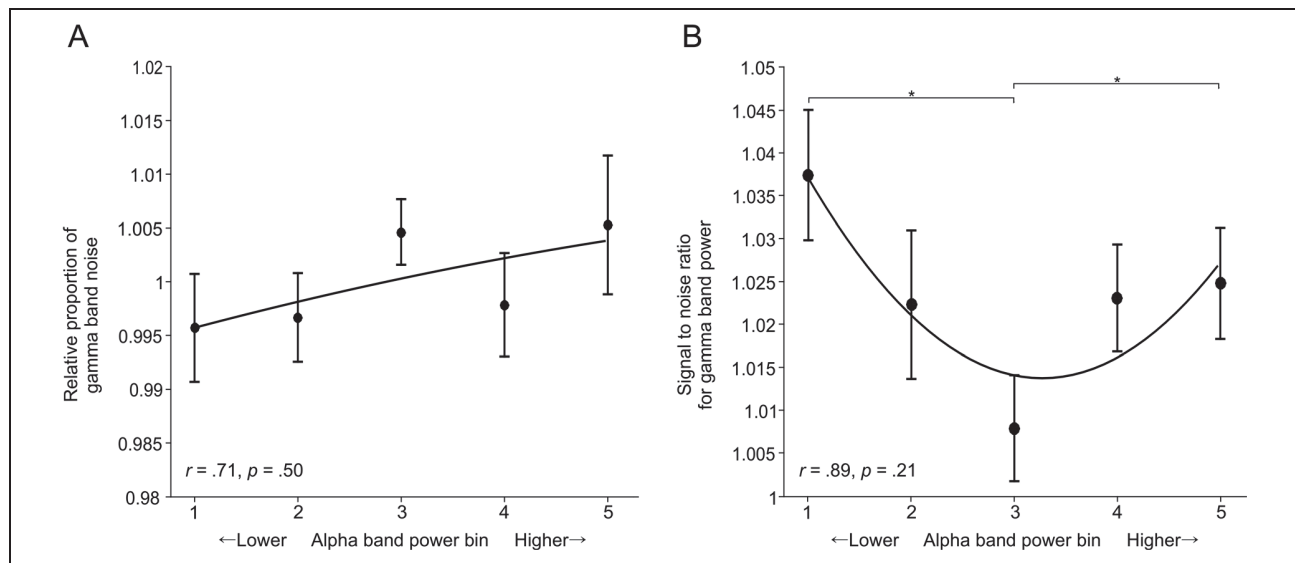 A
1.02
1.015
1.01
1.005
1
0.995
0.99
0.985
0.98
Relative proportion of
gamma band noise
r = .71, p = .50
1 2 3 4 5
←Lower Alpha band power bin Higher→
B
1.05
1.045
1.04
1.035
1.03
1.025
1.02
1.015
1.01
1.005
1
Signal to noise ratio
for gamma band power
* *
r = .89, p = .21
1 2 3 4 5
←Lower Alpha band power bin Higher→